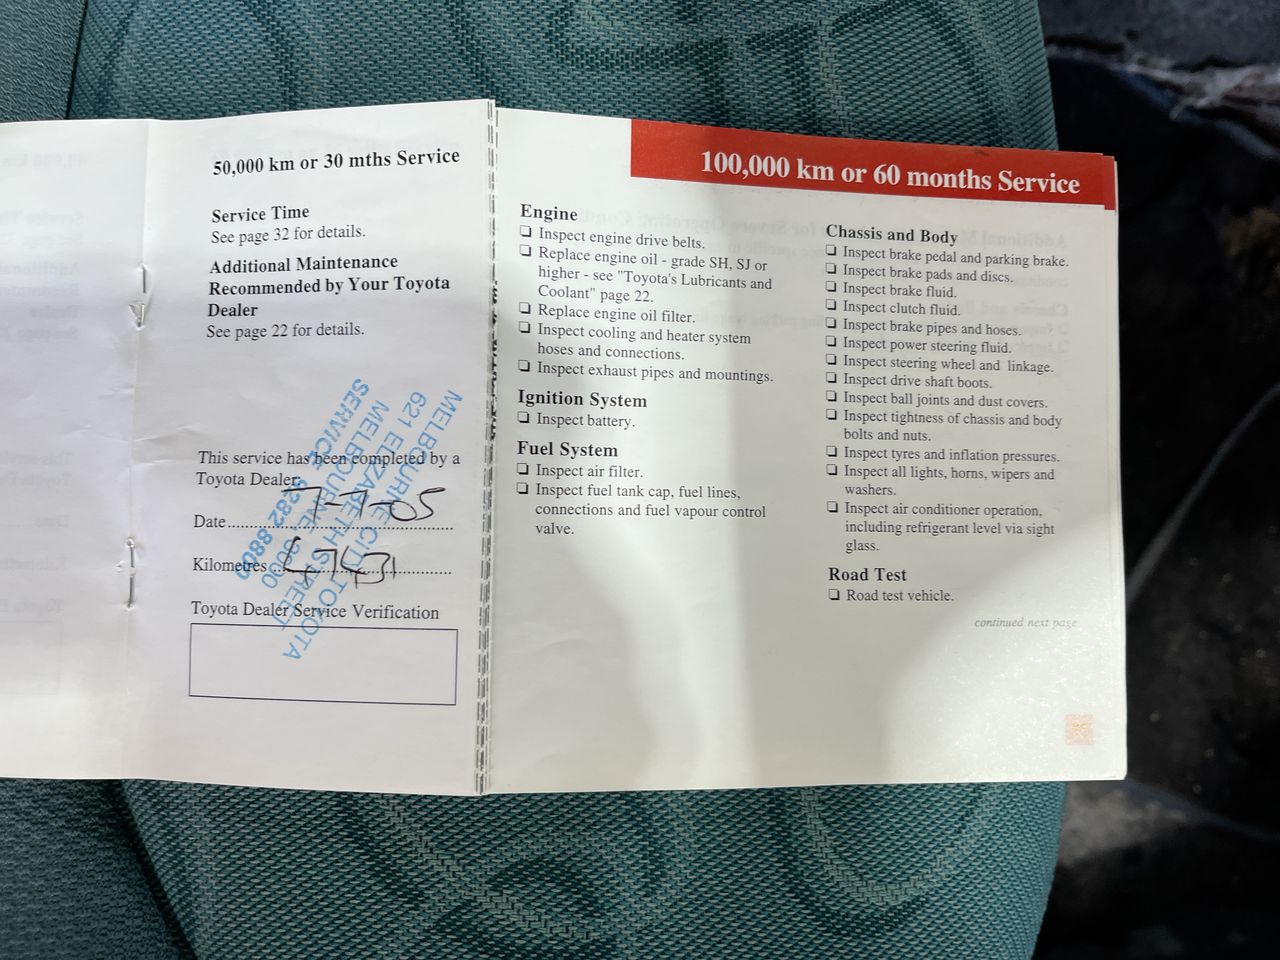 50,000 km or 30 mths Service
Service Time
See page 32 for details.
Additional Maintenance
Recommended by Your Toyota
Dealer
See page 22 for details.
MELBOURNE CITY TOYOTA
621 ELIZABETH STREET
MELBOURNE 3000
SERVICE 9282 8800
This service has been completed by a
Toyota Dealer.
Date 7-7-05
Kilometres 47431
Toyota Dealer Service Verification
100,000 km or 60 months Service
Engine
❏ Inspect engine drive belts.
❏ Replace engine oil - grade SH, SJ or
higher - see "Toyota's Lubricants and
Coolant" page 22.
❏ Replace engine oil filter.
❏ Inspect cooling and heater system
hoses and connections.
❏ Inspect exhaust pipes and mountings.
Ignition System
❏ Inspect battery.
Fuel System
❏ Inspect air filter.
❏ Inspect fuel tank cap, fuel lines,
connections and fuel vapour control
valve.
Chassis and Body
❏ Inspect brake pedal and parking brake.
❏ Inspect brake pads and discs.
❏ Inspect brake fluid.
❏ Inspect clutch fluid.
❏ Inspect brake pipes and hoses.
❏ Inspect power steering fluid.
❏ Inspect steering wheel and linkage.
❏ Inspect drive shaft boots.
❏ Inspect ball joints and dust covers.
❏ Inspect tightness of chassis and body
bolts and nuts.
❏ Inspect tyres and inflation pressures.
❏ Inspect all lights, horns, wipers and
washers.
❏ Inspect air conditioner operation,
including refrigerant level via sight
glass.
Road Test
❏ Road test vehicle.
continued next page